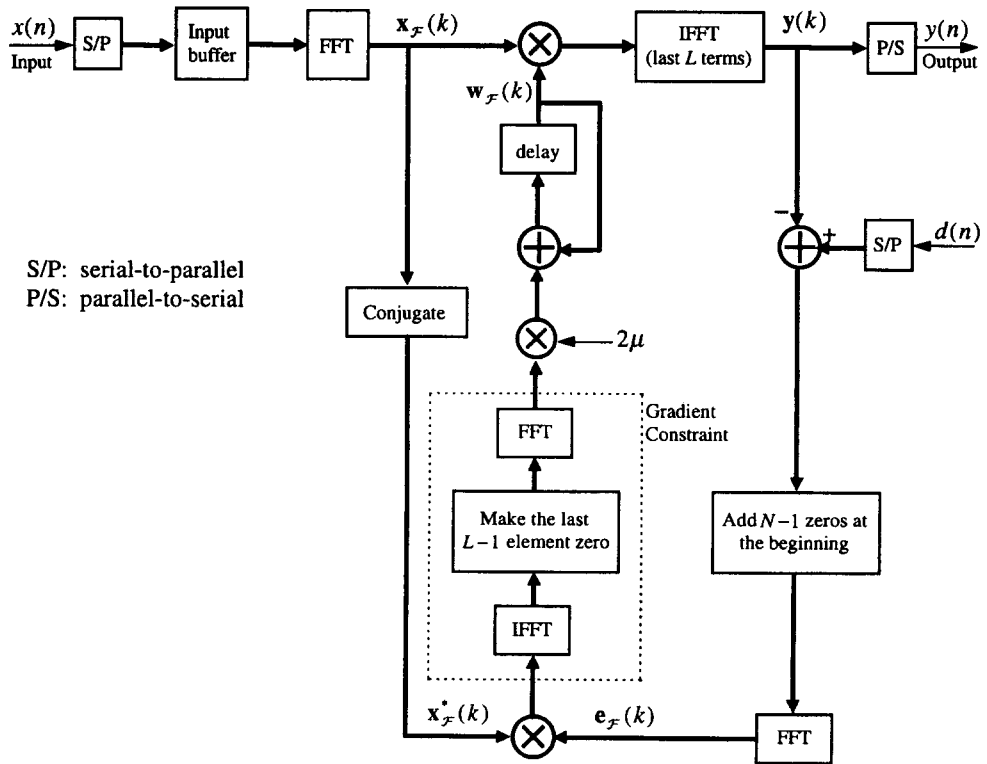 x(n)
Input
S/P
Input
buffer
FFT
x_F(k)
IFFT
(last L terms)
y(k)
P/S
y(n)
Output
w_F(k)
delay
−
+
S/P
d(n)
S/P: serial-to-parallel
P/S: parallel-to-serial
Conjugate
2μ
Gradient
Constraint
FFT
Make the last
L−1 element zero
IFFT
Add N−1 zeros at
the beginning
x*_F(k)
e_F(k)
FFT